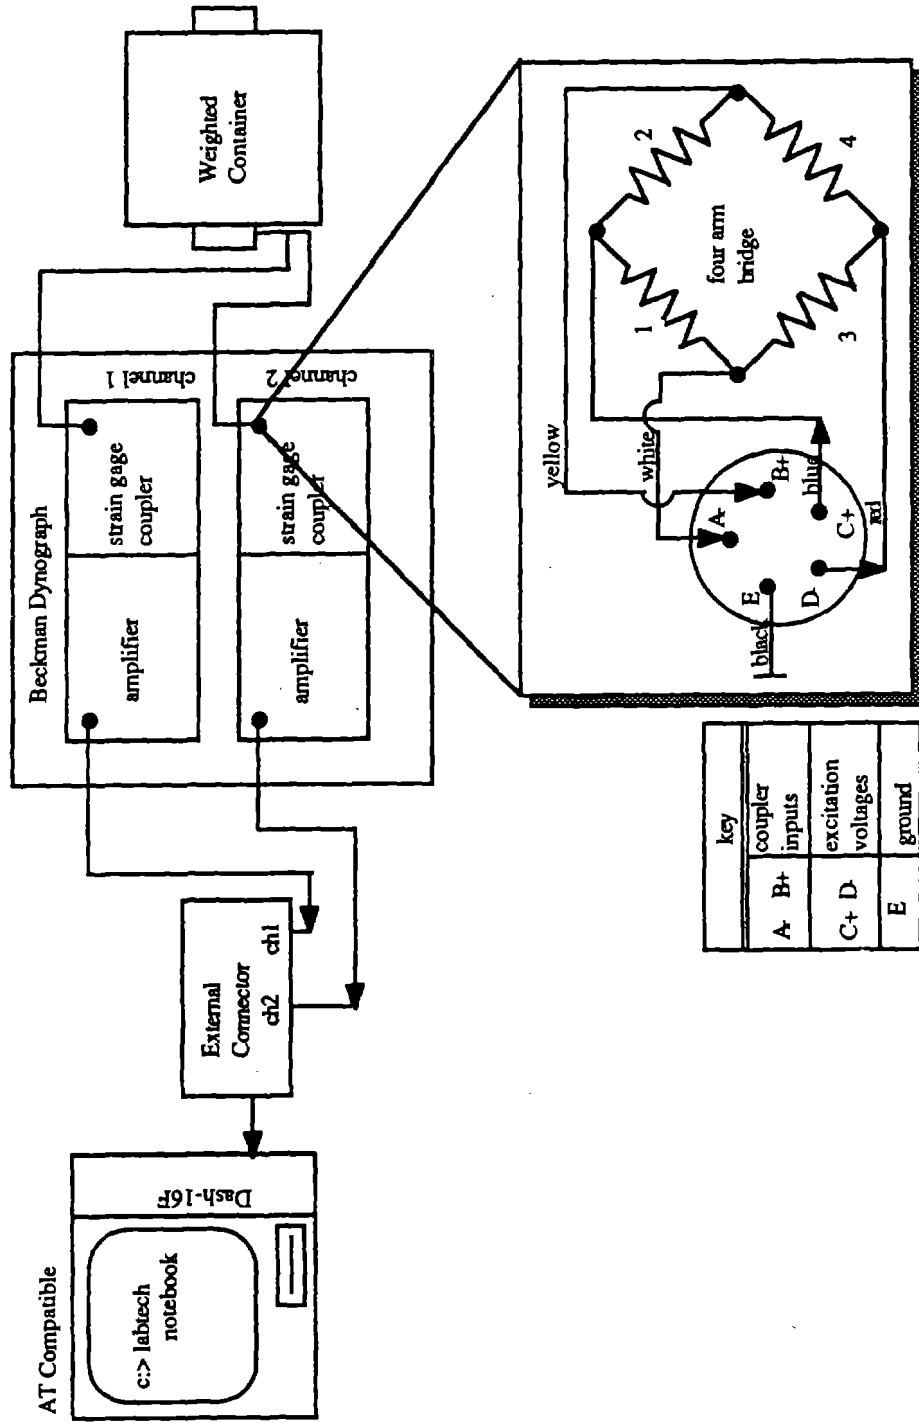 AT Compatible
c::> labtech
notebook
Dash-16F
External
Connector
ch2
ch1
Beckman Dynograph
amplifier
strain gage
coupler
channel 1
amplifier
strain gage
coupler
channel 2
Weighted
Container
key
A- B+
coupler
inputs
C+ D-
excitation
voltages
E
ground
black
E
A-
B+
D-
C+
blue
red
white
yellow
1
2
3
4
four arm
bridge